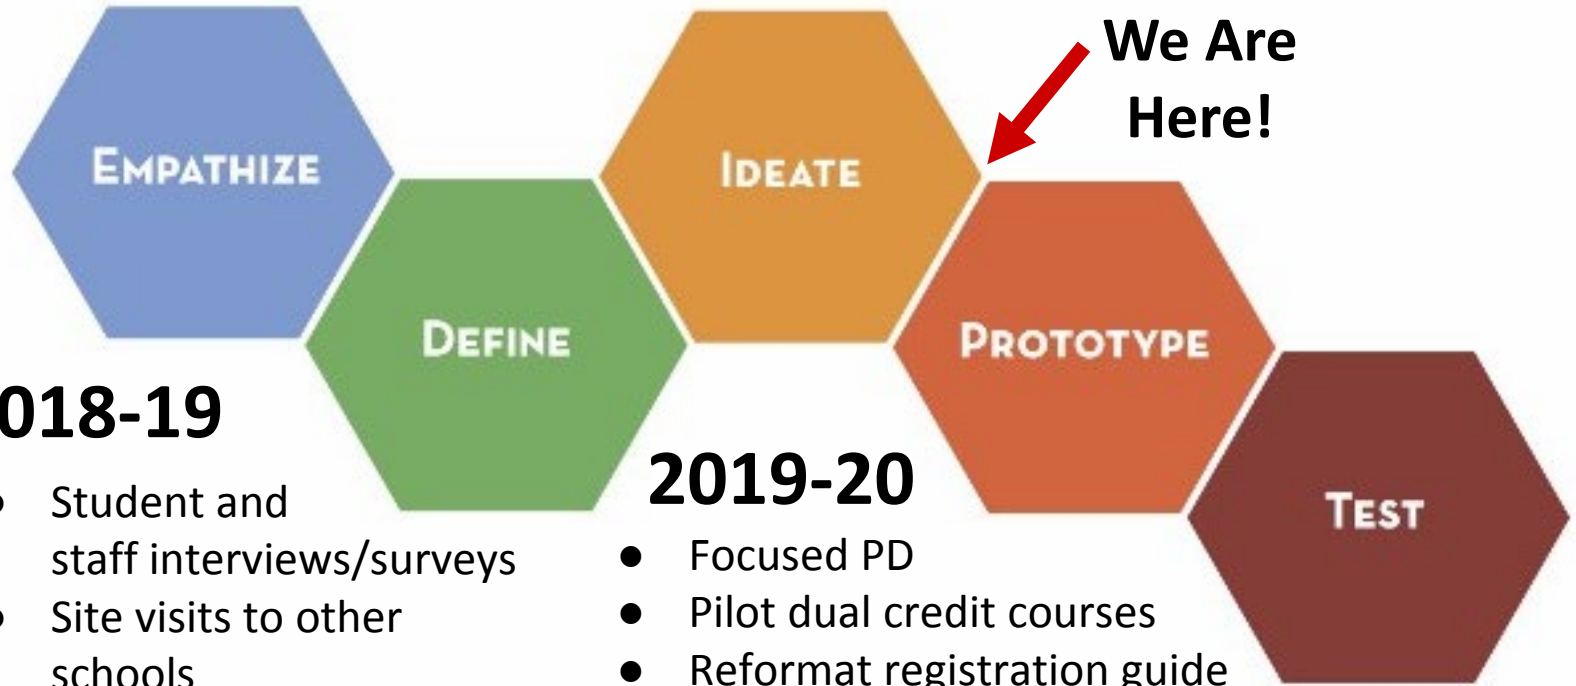 We Are
Here!
EMPATHIZE
IDEATE
DEFINE
PROTOTYPE
TEST
018-19
• Student and
staff interviews/surveys
• Site visits to other
schools
2019-20
● Focused PD
● Pilot dual credit courses
● Reformat registration guide